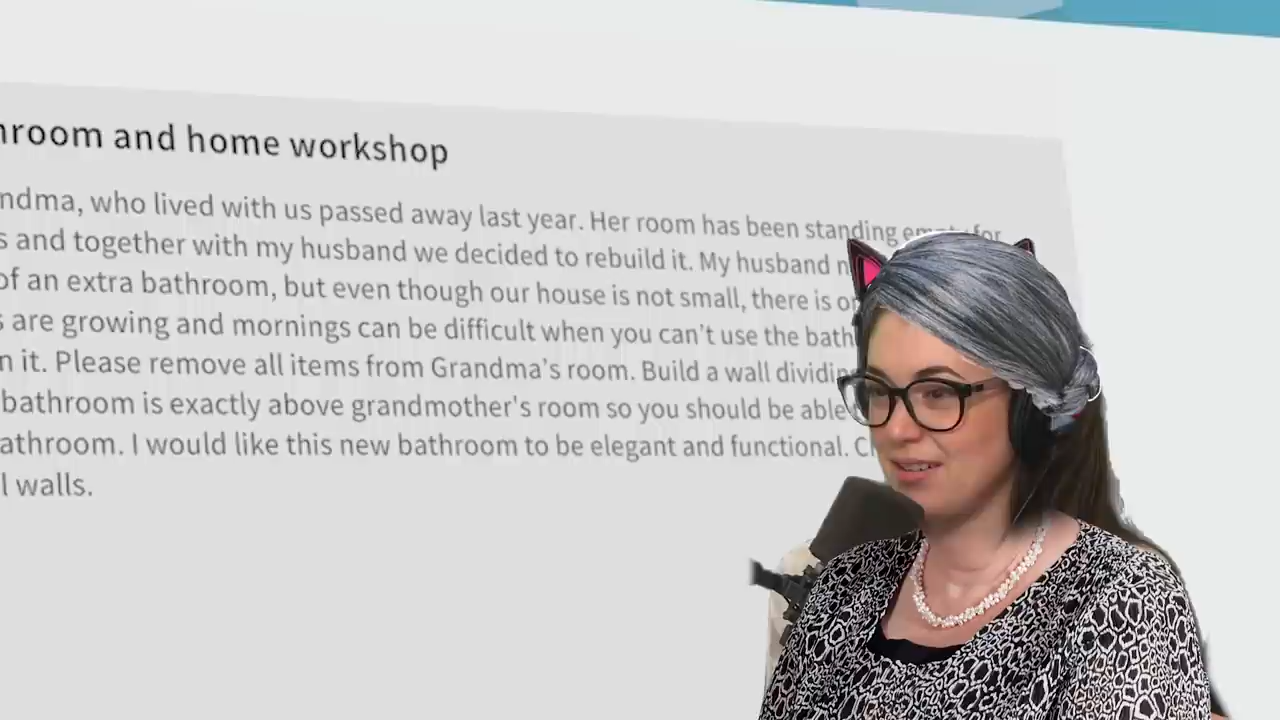 hroom and home workshop
ndma, who lived with us passed away last year. Her room has been standing empty for
s and together with my husband we decided to rebuild it. My husband
of an extra bathroom, but even though our house is not small, there is
s are growing and mornings can be difficult when you can't use the
n it. Please remove all items from Grandma's room. Build a wall
bathroom is exactly above grandmother's room so you should be able
athroom. I would like this new bathroom to be elegant and functional.
l walls.